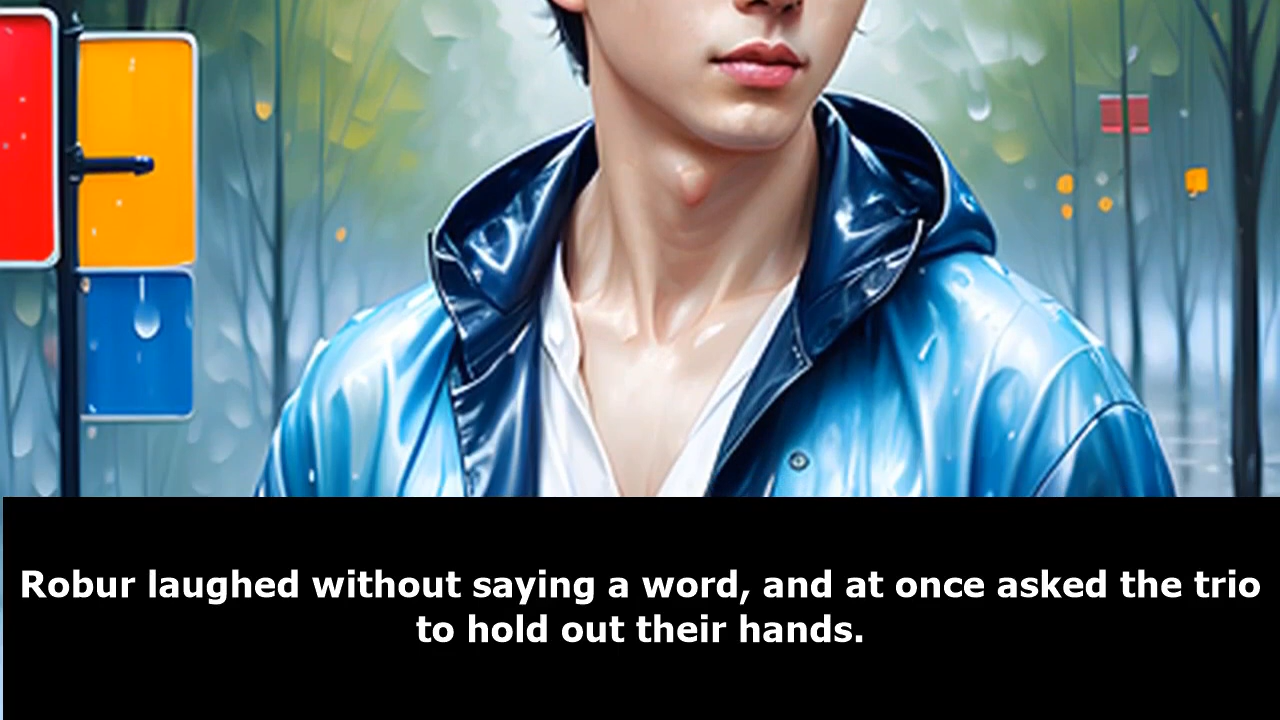 Robur laughed without saying a word, and at once asked the trio
to hold out their hands.